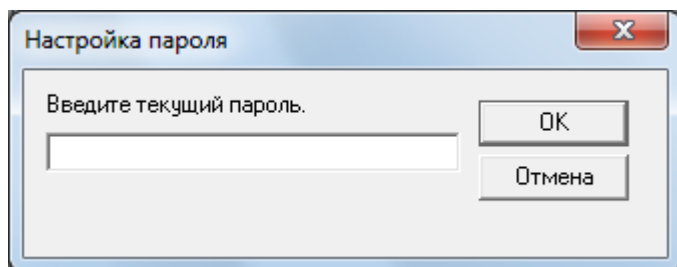 Настройка пароля
Введите текущий пароль.
OK
Отмена